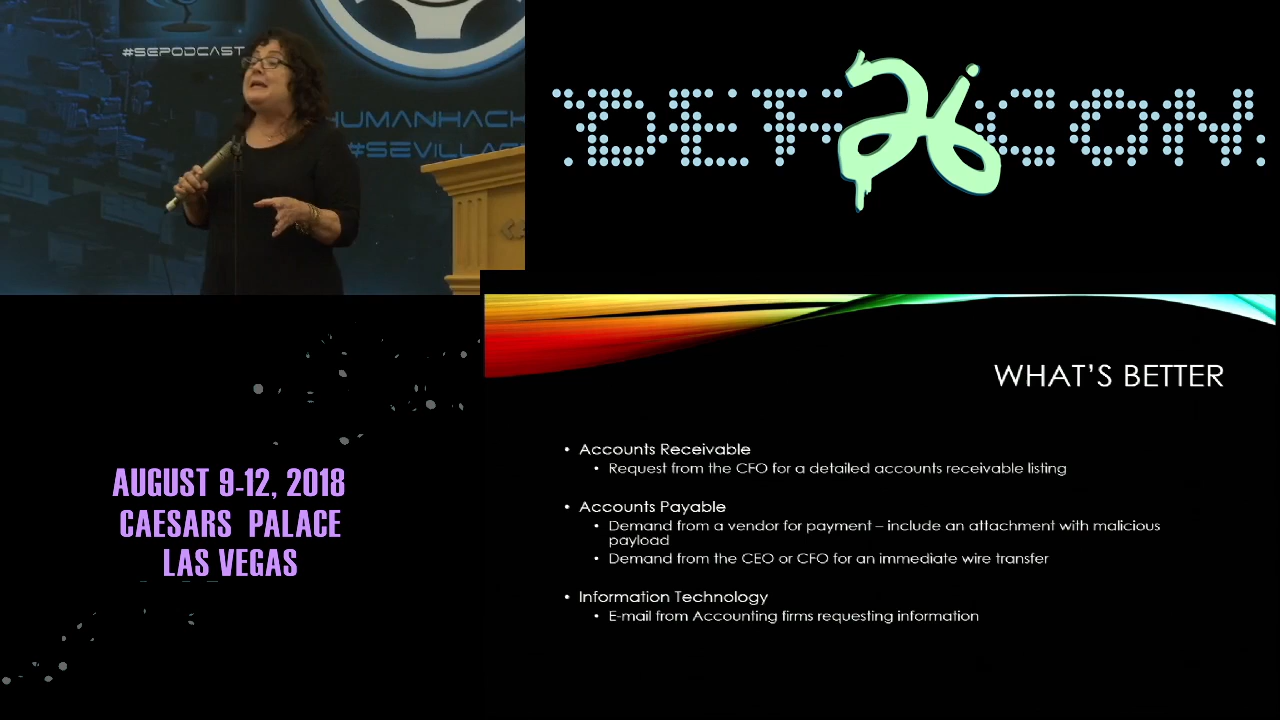 #SEPODCAST
HUMANHACK
#SEVILLAGE
DEF 26 CON
WHAT'S BETTER
• Accounts Receivable
• Request from the CFO for a detailed accounts receivable listing
• Accounts Payable
• Demand from a vendor for payment – include an attachment with malicious
payload
• Demand from the CEO or CFO for an immediate wire transfer
• Information Technology
• E-mail from Accounting firms requesting information
AUGUST 9-12, 2018
CAESARS PALACE
LAS VEGAS